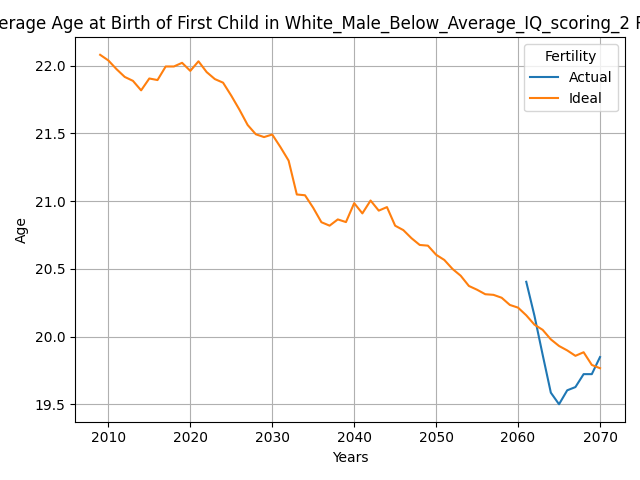 erage Age at Birth of First Child in White_Male_Below_Average_IQ_scoring_2
Fertility
Actual
Ideal
22.0
21.5
21.0
20.5
20.0
19.5
Age
2010 2020 2030 2040 2050 2060 2070
Years